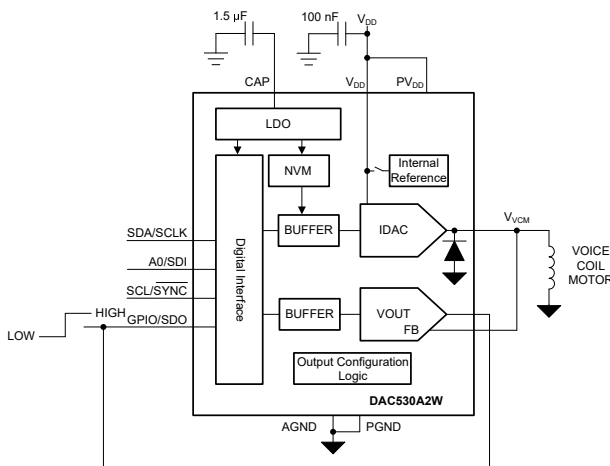 1.5 µF
100 nF
VDD
CAP
VDD
PVDD
LDO
NVM
Internal
Reference
BUFFER
IDAC
VVCM
SDA/SCLK
A0/SDI
SCL/SYNC
GPIO/SDO
HIGH
LOW
Digital Interface
VOICE
COIL
MOTOR
BUFFER
VOUT
FB
Output Configuration
Logic
DAC530A2W
AGND
PGND